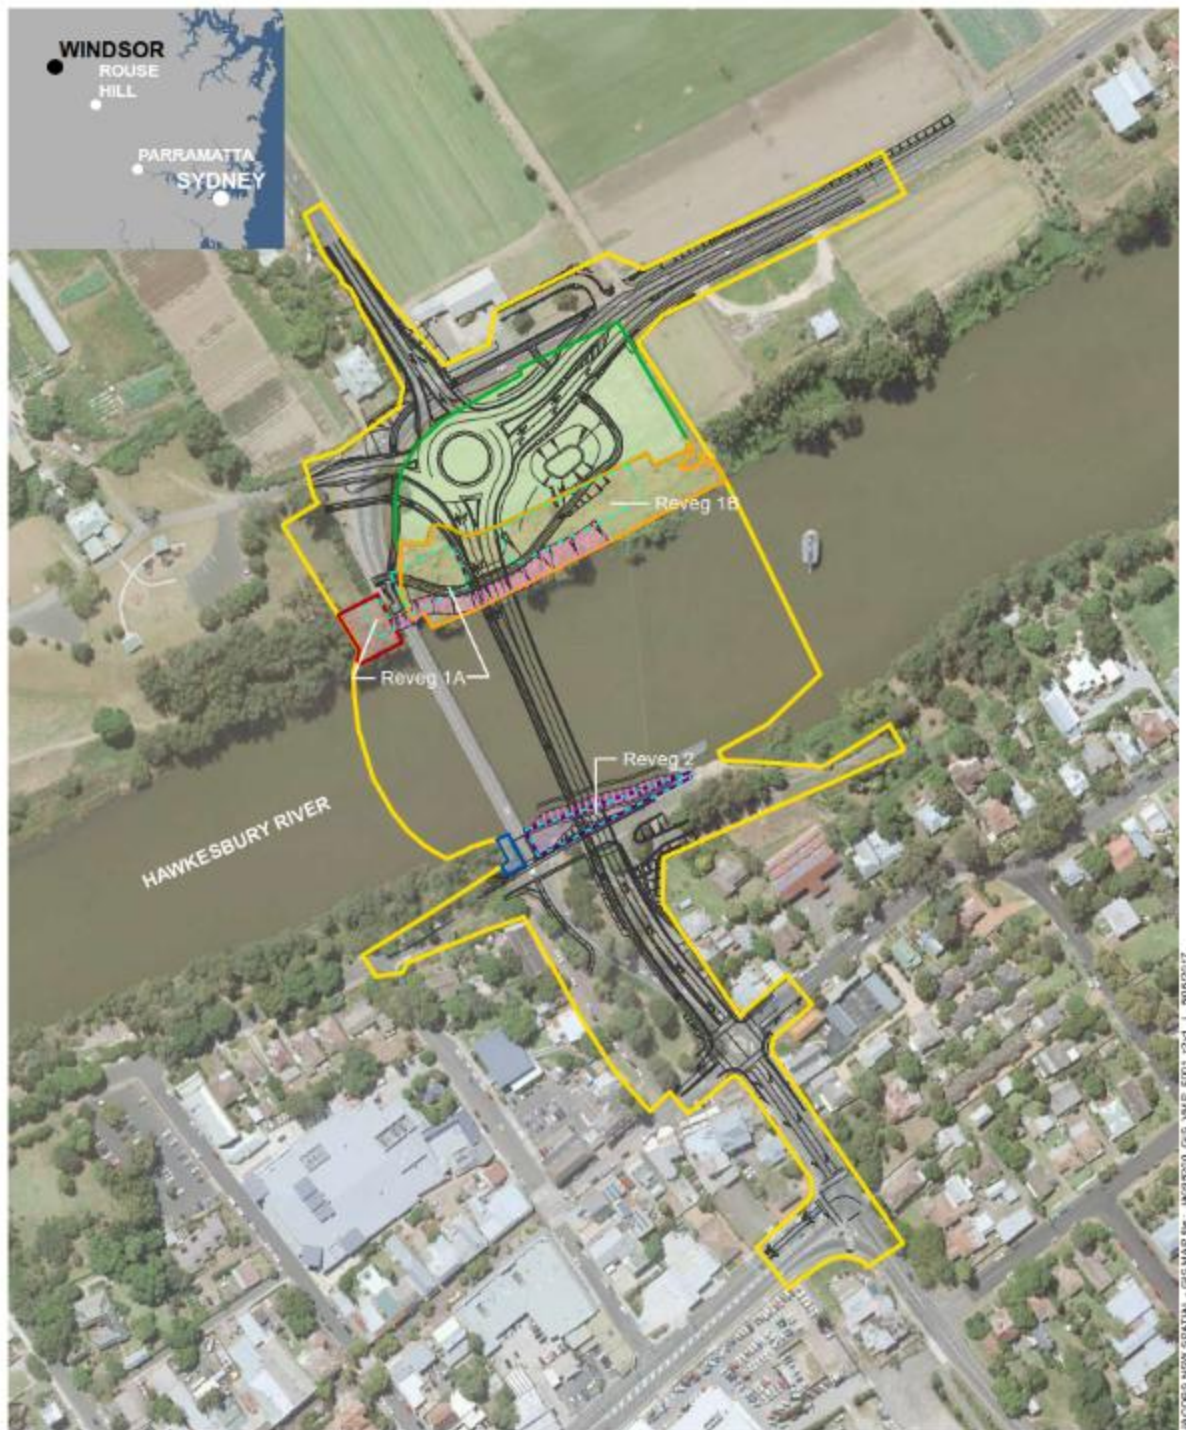 WINDSOR
ROUSE
HILL
PARRAMATTA
SYDNEY
Reveg 1B
Reveg 1A
Reveg 2
HAWKESBURY RIVER